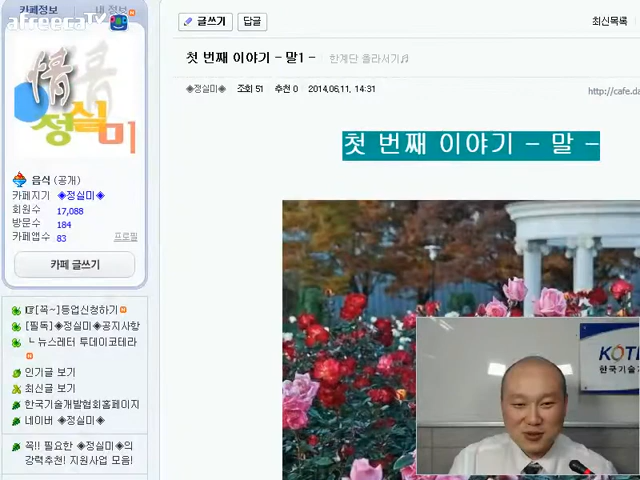 카페정보 내 정보
afreecaTV
情
정실미
음식 (공개)
카페지기 ◈정실미◈
회원수 17,088
방문수 184
카페앱수 83 프로필
카페 글쓰기
☞[꼭~]등업신청하기
[필독]◈정실미◈공지사항
┗ 뉴스레터 투데이코테라
인기글 보기
최신글 보기
한국기술개발협회홈페이지
네이버 ◈정실미◈
꼭!! 필요한 ◈정실미◈의
강력추천! 지원사업 모음!
글쓰기 답글 최신목록
첫 번째 이야기 - 말1 - 한계단 올라서기♬
◈정실미◈ 조회 51 추천 0 2014.06.11. 14:31 http://cafe.da
첫 번째 이야기 - 말 -
한국기술